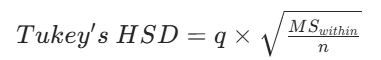 Tukey's HSD = q × √(MS_within / n)